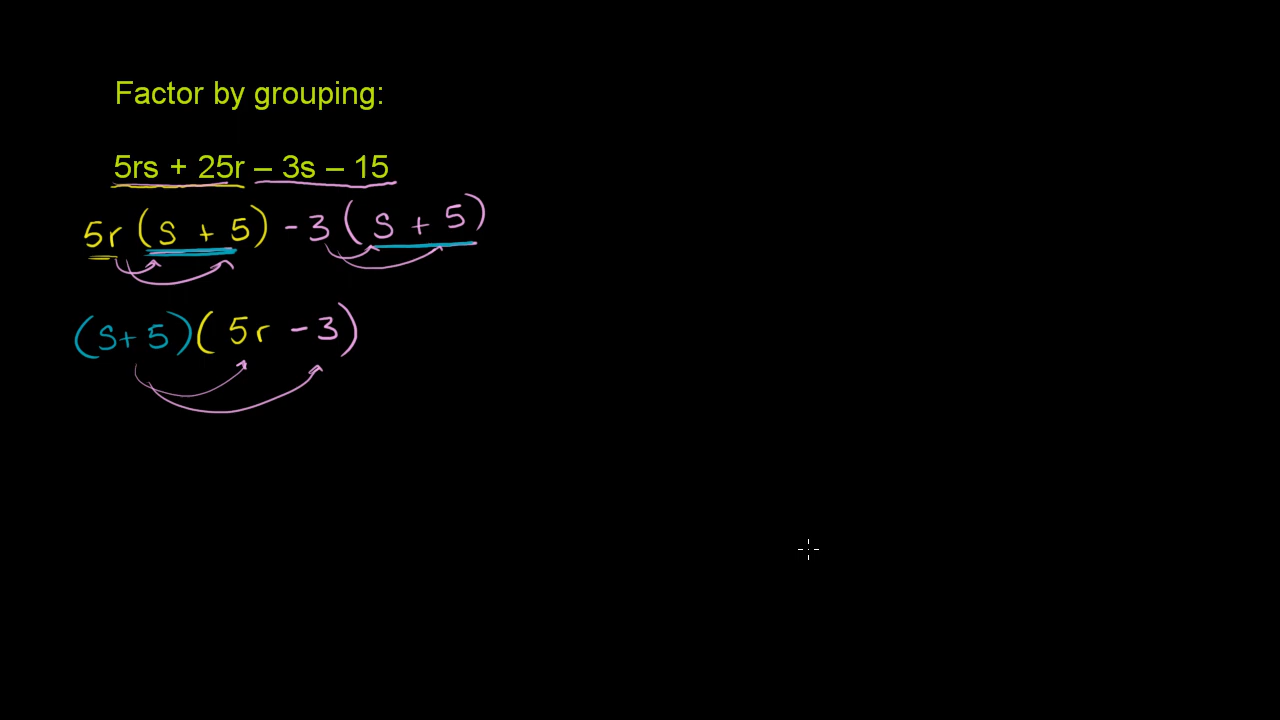 Factor by grouping:
5rs + 25r – 3s – 15
5r (s + 5) - 3 (s + 5)
(s + 5)( 5r - 3)